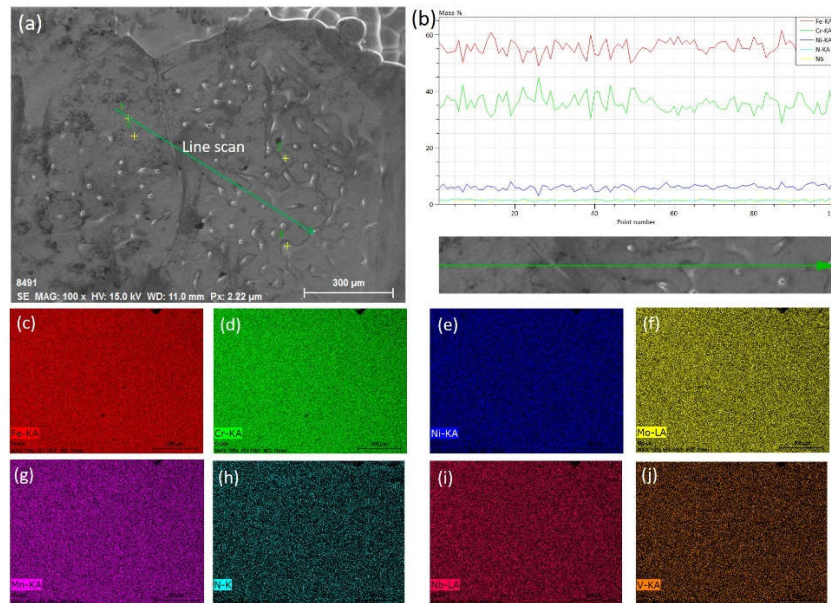 (a)
Line scan
8491
SE MAG: 100 x HV: 15.0 kV WD: 11.0 mm Px: 2.22 µm
300 µm
(b)
Mass %
Fe-KA
Cr-KA
Ni-KA
N-KA
Nb
60
40
20
0
20
40
60
80
Point number
(c)
Fe-KA
(d)
Cr-KA
(e)
Ni-KA
(f)
Mo-LA
(g)
Mn-KA
(h)
N-K
(i)
Nb-LA
(j)
V-KA